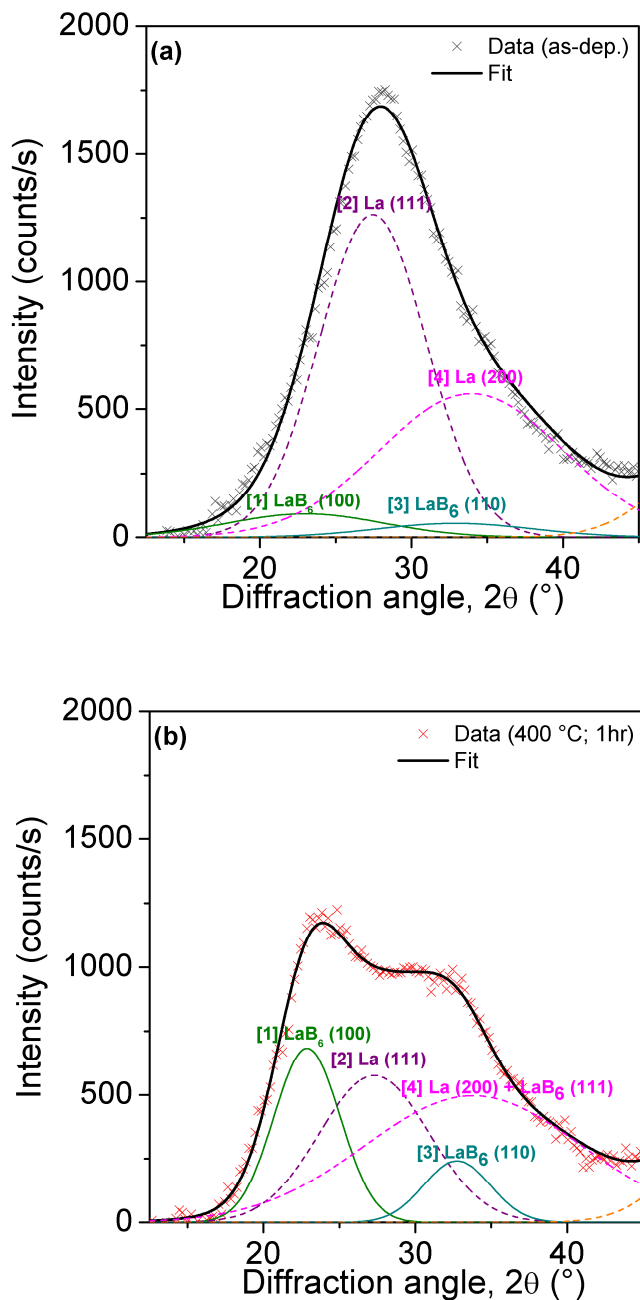 2000
(a)
Data (as-dep.)
Fit
1500
[2] La (111)
1000
[4] La (200)
500
[1] LaB₆ (100)
[3] LaB₆ (110)
0
20
30
40
Intensity (counts/s)
Diffraction angle, 2θ (°)
2000
(b)
Data (400 °C; 1hr)
Fit
1500
1000
[1] LaB₆ (100)
[2] La (111)
[4] La (200) + LaB₆ (111)
500
[3] LaB₆ (110)
0
20
30
40
Intensity (counts/s)
Diffraction angle, 2θ (°)